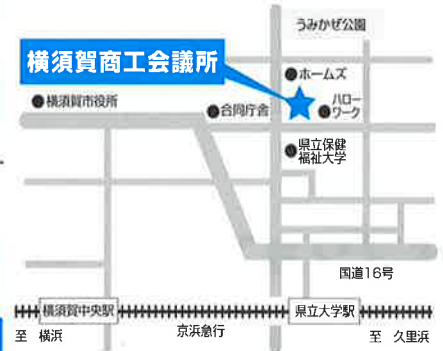 うみかぜ公園
横須賀商工会議所
●ホームズ
●横須賀市役所
●合同庁舎
●ハロー
ワーク
●県立保健
福祉大学
国道16号
横須賀中央駅
県立大学駅
至 横浜
京浜急行
至 久里浜